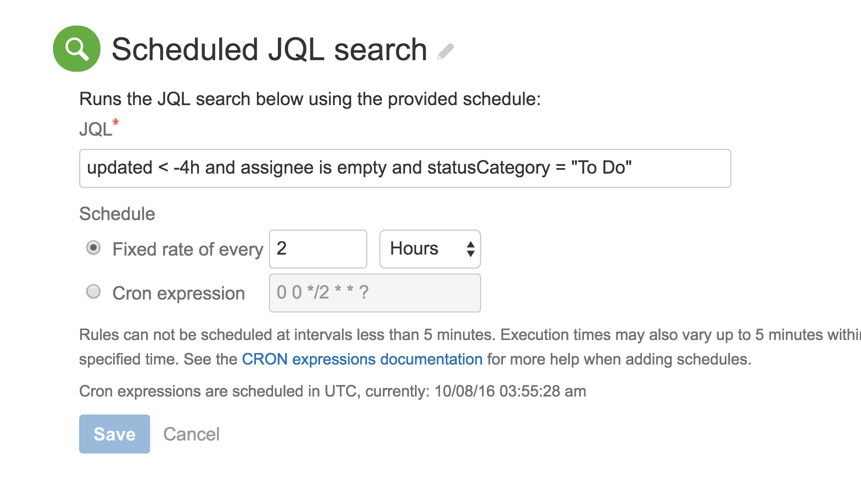 Scheduled JQL search
Runs the JQL search below using the provided schedule:
JQL*
updated < -4h and assignee is empty and statusCategory = "To Do"
Schedule
Fixed rate of every 2 Hours
Cron expression 0 0 */2 * * ?
Rules can not be scheduled at intervals less than 5 minutes. Execution times may also vary up to 5 minutes
specified time. See the CRON expressions documentation for more help when adding schedules.
Cron expressions are scheduled in UTC, currently: 10/08/16 03:55:28 am
Save Cancel